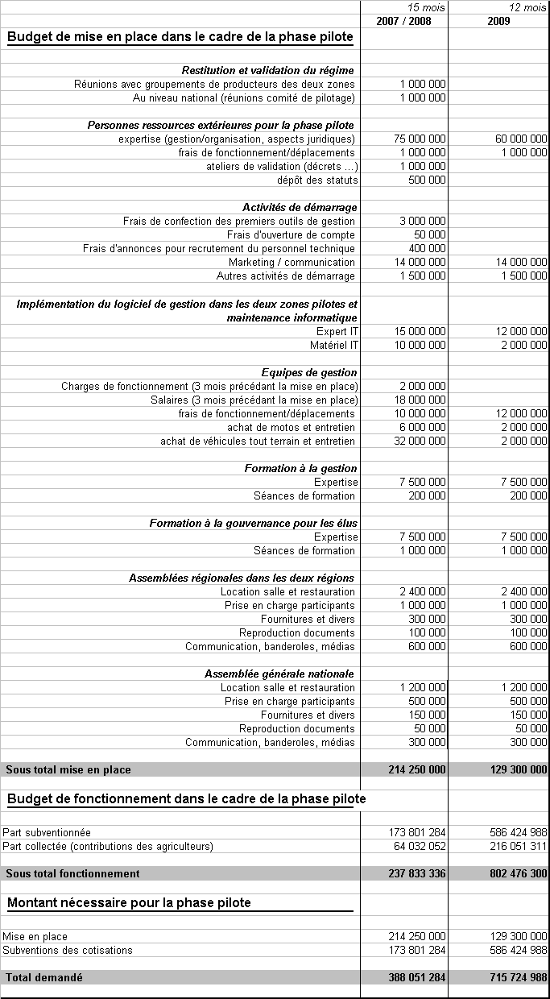 15 mois 12 mois
2007 / 2008 2009
Budget de mise en place dans le cadre de la phase pilote
Restitution et validation du régime
Réunions avec groupements de producteurs des deux zones 1 000 000
Au niveau national (réunions comité de pilotage) 1 000 000
Personnes ressources extérieures pour la phase pilote
expertise (gestion/organisation, aspects juridiques) 75 000 000 60 000 000
frais de fonctionnement/déplacements 1 000 000 1 000 000
ateliers de validation (décrets ...) 1 000 000
dépôt des statuts 500 000
Activités de démarrage
Frais de confection des premiers outils de gestion 3 000 000
Frais d'ouverture de compte 50 000
Frais d'annonces pour recrutement du personnel technique 400 000
Marketing / communication 14 000 000 14 000 000
Autres activités de démarrage 1 500 000 1 500 000
Implémentation du logiciel de gestion dans les deux zones pilotes et
maintenance informatique
Expert IT 15 000 000 12 000 000
Matériel IT 10 000 000 2 000 000
Equipes de gestion
Charges de fonctionnement (3 mois précédant la mise en place) 2 000 000
Salaires (3 mois précédant la mise en place) 18 000 000
frais de fonctionnement/déplacements 10 000 000 12 000 000
achat de motos et entretien 6 000 000 2 000 000
achat de véhicules tout terrain et entretien 32 000 000 2 000 000
Formation à la gestion
Expertise 7 500 000 7 500 000
Séances de formation 200 000 200 000
Formation à la gouvernance pour les élus
Expertise 7 500 000 7 500 000
Séances de formation 1 000 000 1 000 000
Assemblées régionales dans les deux régions
Location salle et restauration 2 400 000 2 400 000
Prise en charge participants 1 000 000 1 000 000
Fournitures et divers 300 000 300 000
Reproduction documents 100 000 100 000
Communication, banderoles, médias 600 000 600 000
Assemblée générale nationale
Location salle et restauration 1 200 000 1 200 000
Prise en charge participants 500 000 500 000
Fournitures et divers 150 000 150 000
Reproduction documents 50 000 50 000
Communication, banderoles, médias 300 000 300 000
Sous total mise en place 214 250 000 129 300 000
Budget de fonctionnement dans le cadre de la phase pilote
Part subventionnée 173 801 284 586 424 988
Part collectée (contributions des agriculteurs) 64 032 052 216 051 311
Sous total fonctionnement 237 833 336 802 476 300
Montant nécessaire pour la phase pilote
Mise en place 214 250 000 129 300 000
Subventions des cotisations 173 801 284 586 424 988
Total demandé 388 051 284 715 724 988